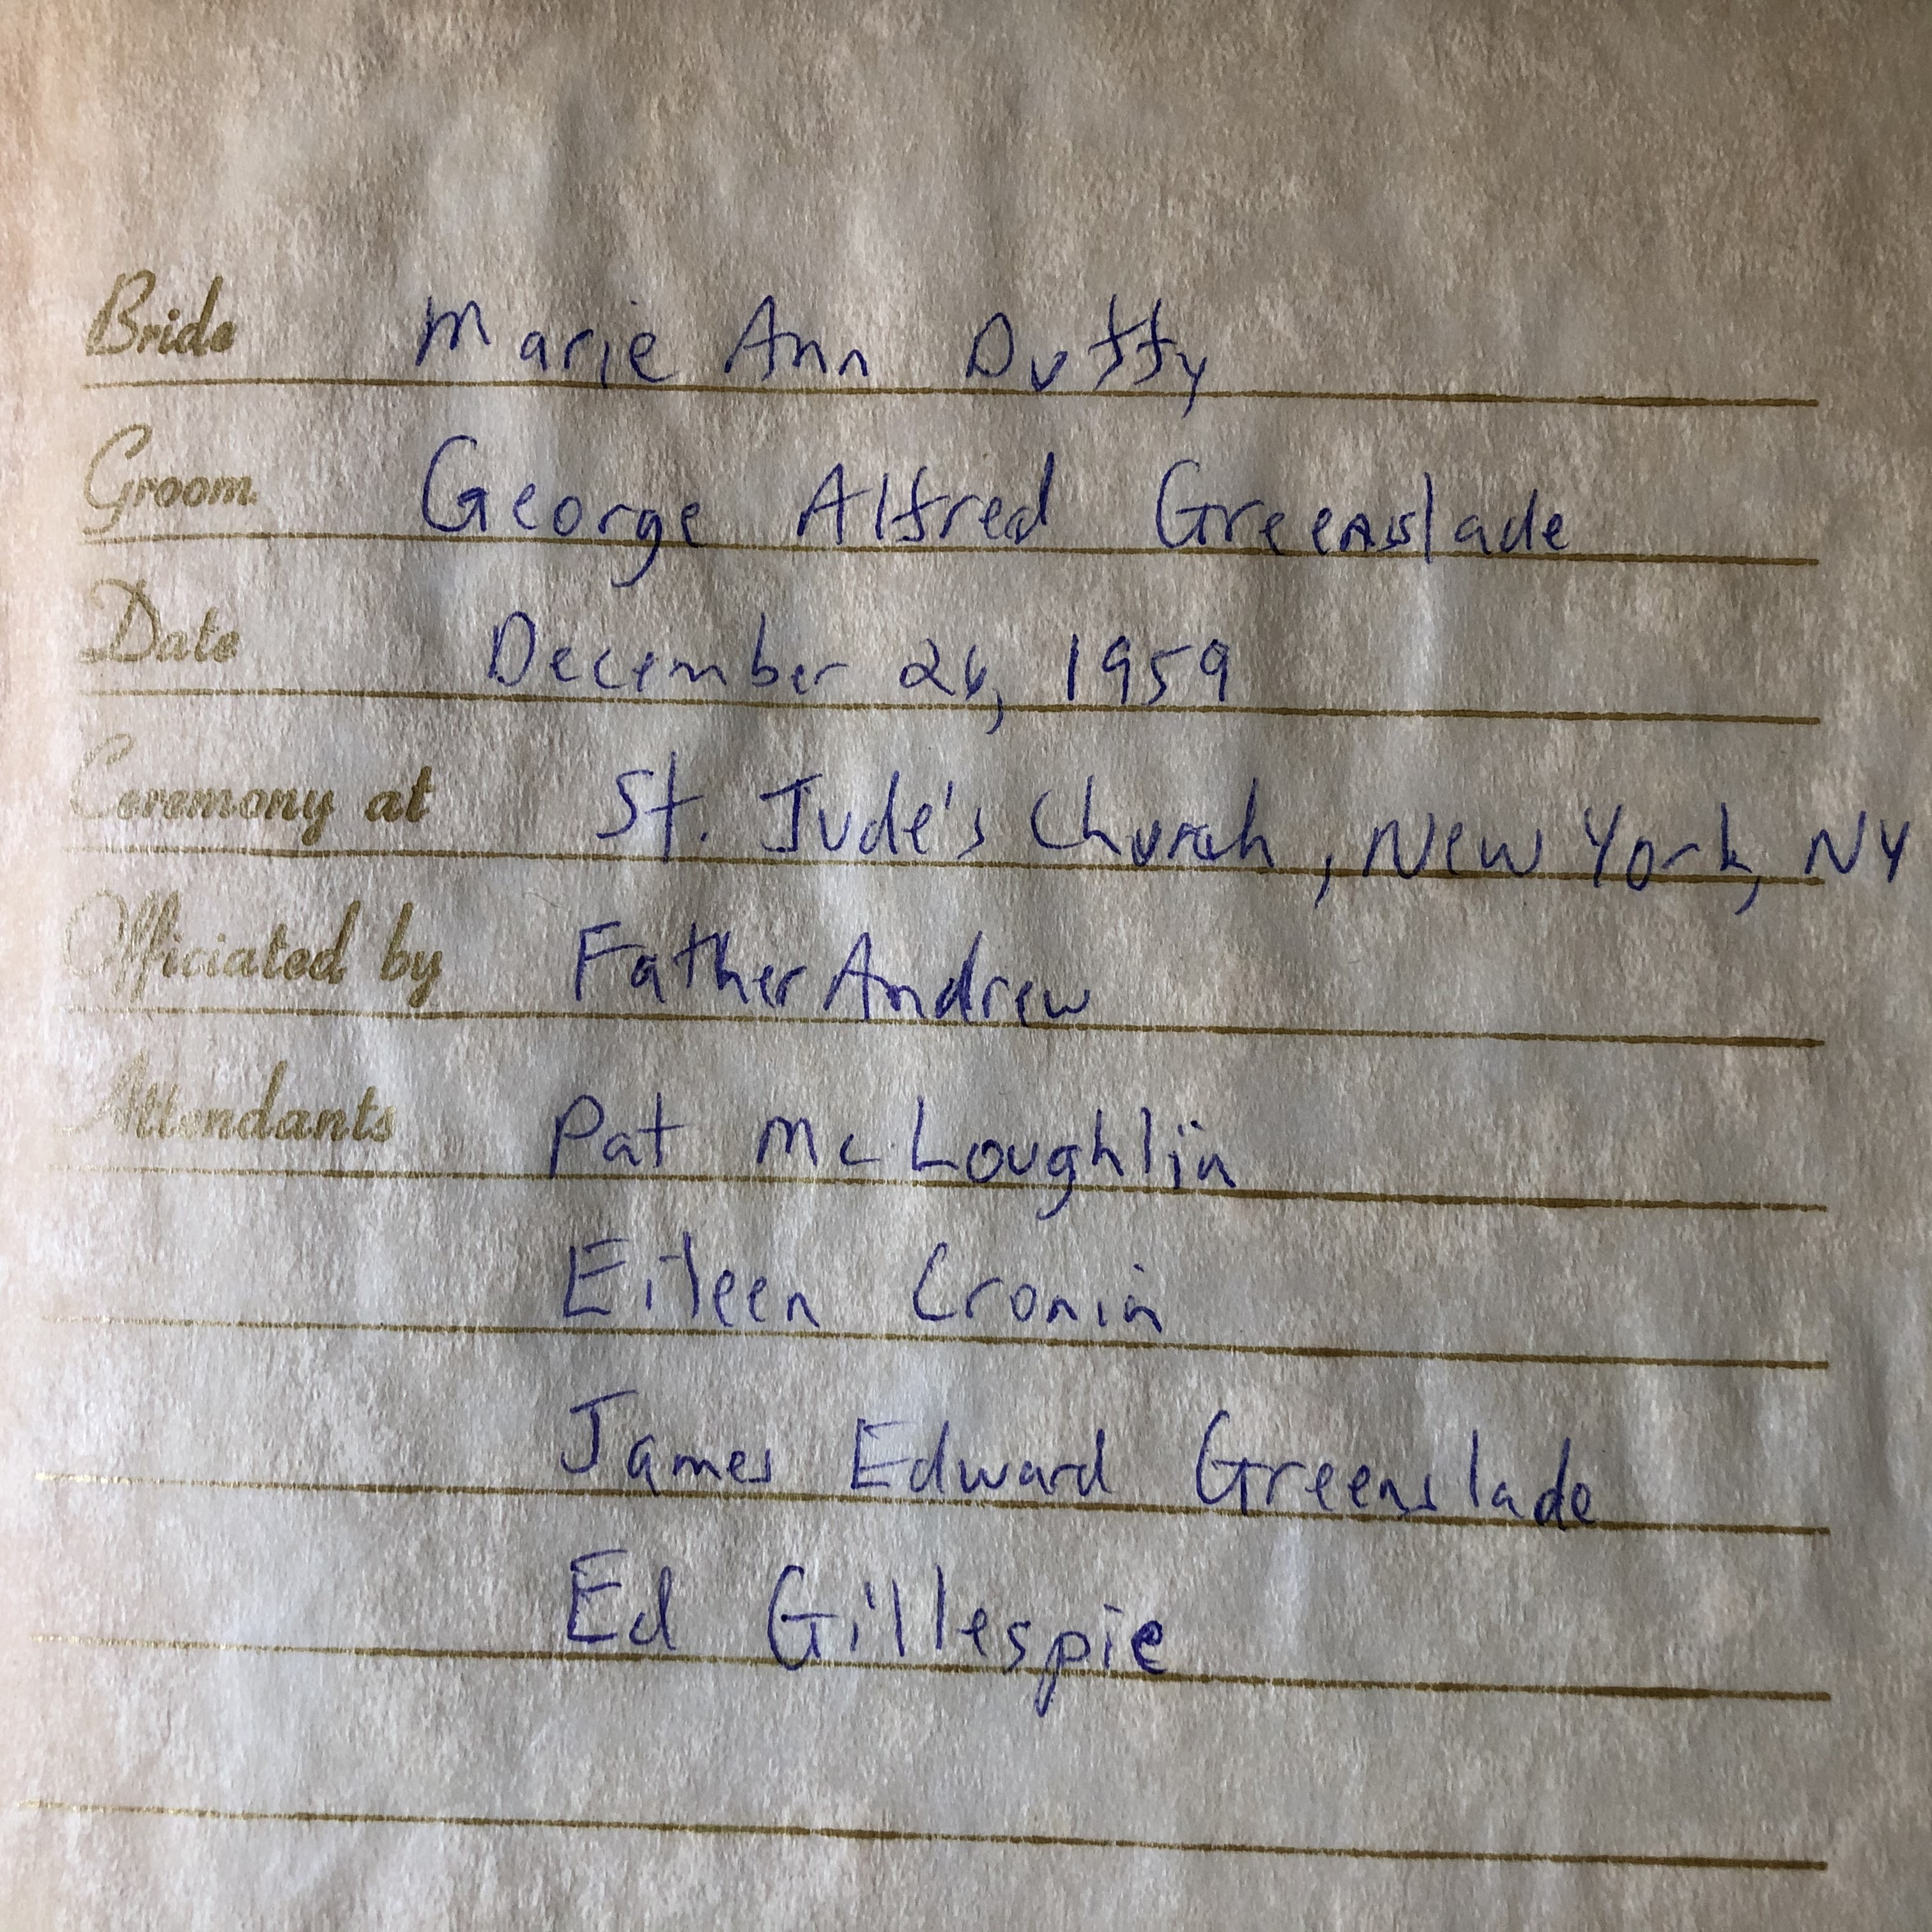 Bride Marie Ann Duffy
Groom George Alfred Greenslade
Date December 26, 1959
Ceremony at St. Jude's Church, New York, NY
Officiated by Father Andrew
Attendants Pat McLoughlin
Eileen Cronin
James Edward Greenslade
Ed Gillespie